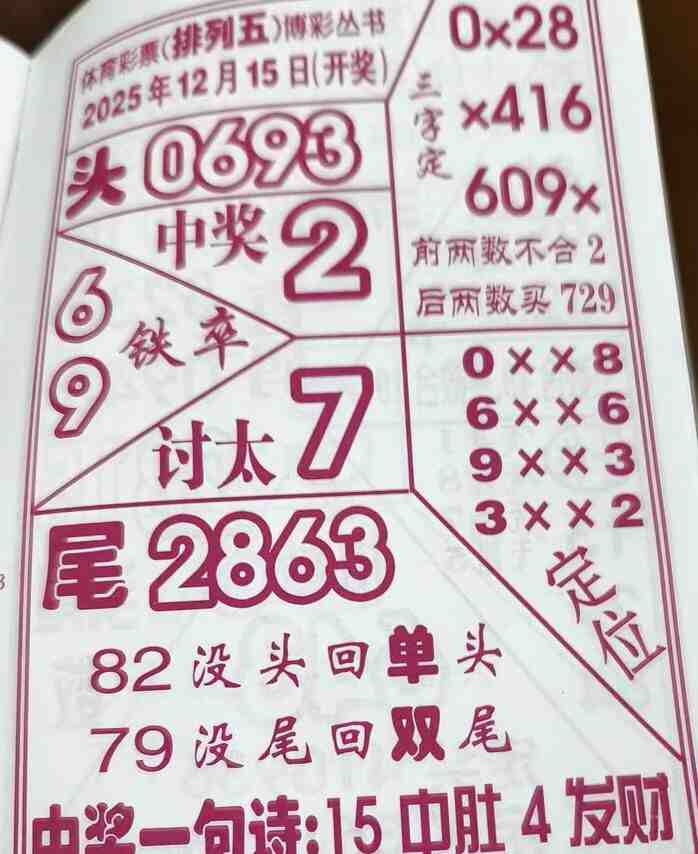 体育彩票(排列五)博彩丛书
2025年12月15日(开奖)
头 0693
中奖 2
6
9
铁卒
讨太 7
三字定
0×28
×416
609×
前两数不合2
后两数买729
0××8
6××6
9××3
3××2
定位
尾 2863
82没头回单头
79没尾回双尾
中奖一句诗:15中肚4发财